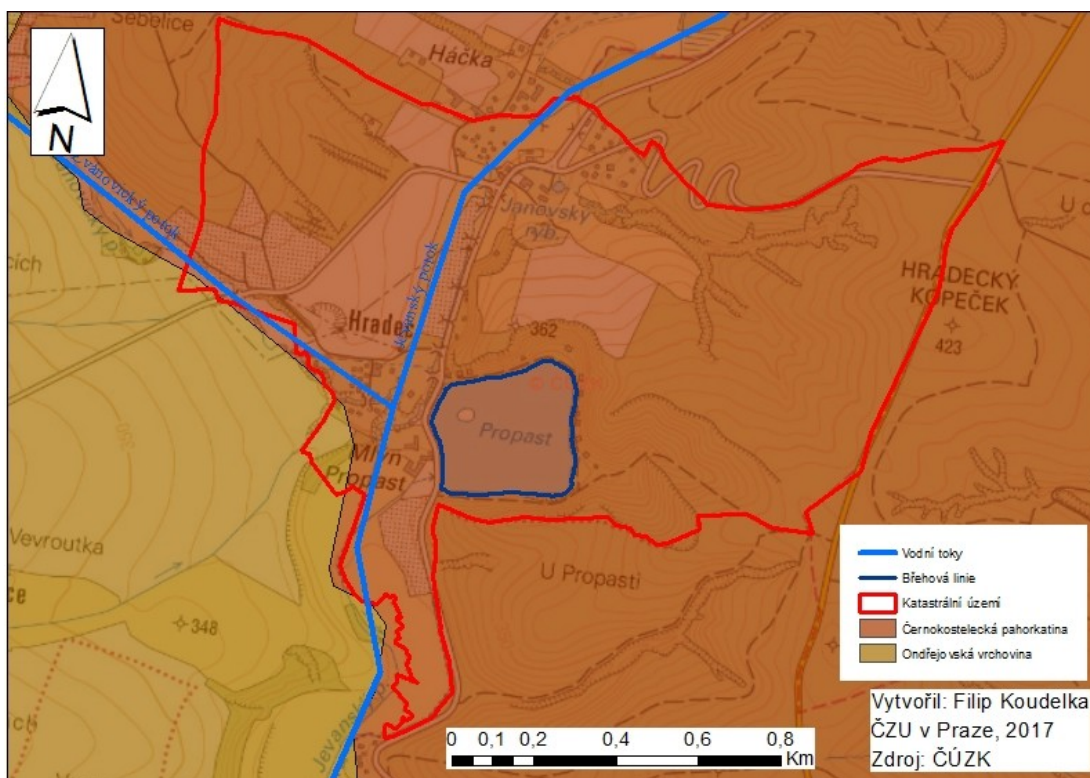 Sebelice
Háčka
N
Zvánovický potok
Jevanský potok
Janovský
ryb.
HRADECKÝ
KOPEČEK
423
362
Propast
Mlýn
Propast
Vevroutka
348
U Propasti
Vodní toky
Břehová linie
Katastrální území
Černokostelecká pahorkatina
Ondřejovská vrchovina
Vytvořil: Filip Koudelka
ČZU v Praze, 2017
Zdroj: ČÚZK
0 0,1 0,2 0,4 0,6 0,8
Km